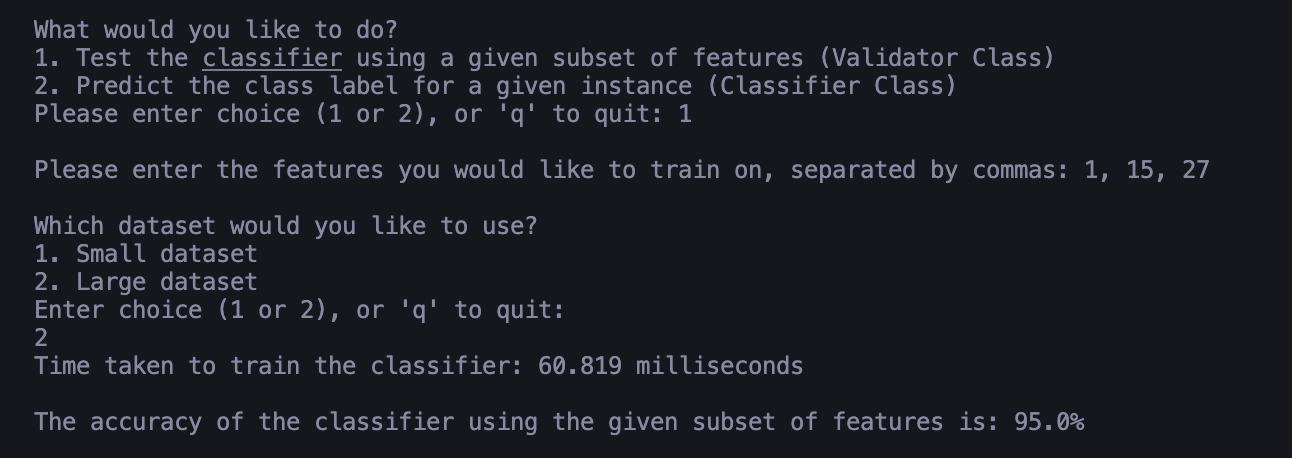 What would you like to do?
1. Test the classifier using a given subset of features (Validator Class)
2. Predict the class label for a given instance (Classifier Class)
Please enter choice (1 or 2), or 'q' to quit: 1
Please enter the features you would like to train on, separated by commas: 1, 15, 27
Which dataset would you like to use?
1. Small dataset
2. Large dataset
Enter choice (1 or 2), or 'q' to quit:
2
Time taken to train the classifier: 60.819 milliseconds
The accuracy of the classifier using the given subset of features is: 95.0%